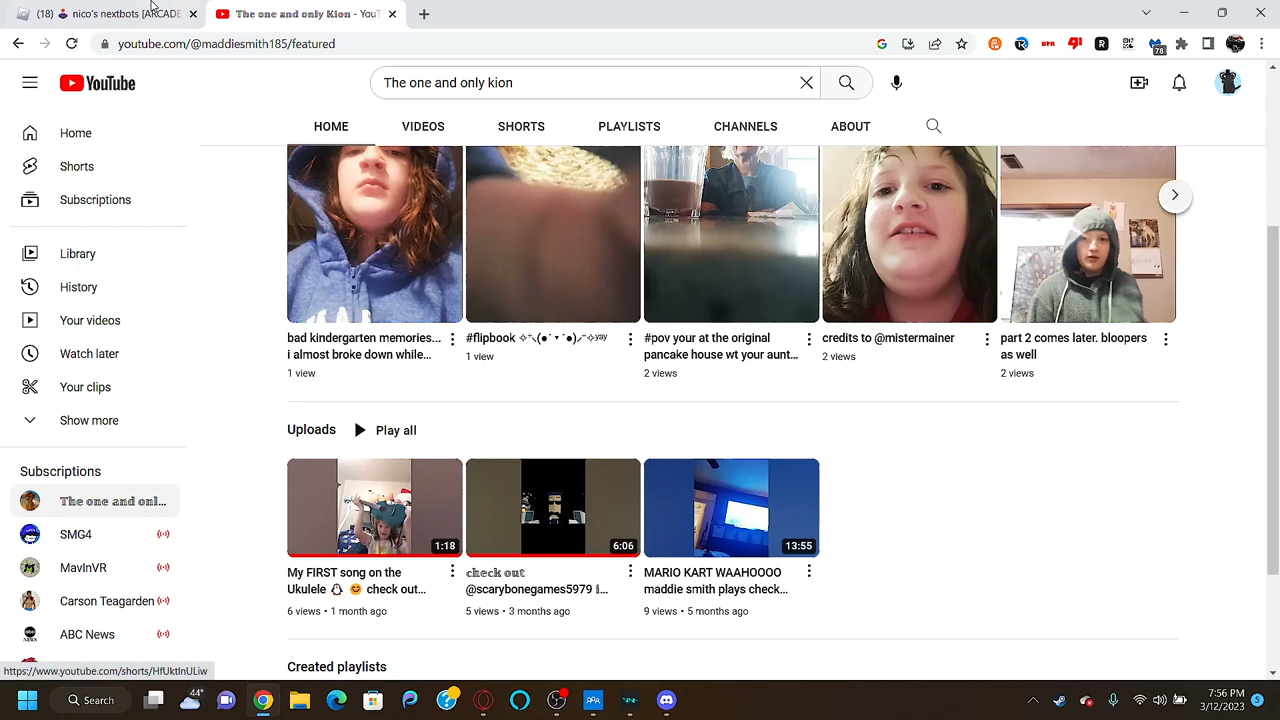 (18) nico's nextbots [ARCADE
𝕋𝕙𝕖 𝕠𝕟𝕖 𝕒𝕟𝕕 𝕠𝕟𝕝𝕪 𝕂𝕚𝕠𝕟 - YouT
youtube.com/@maddiesmith185/featured
78
YouTube
The one and only kion
HOME VIDEOS SHORTS PLAYLISTS CHANNELS ABOUT
Home
Shorts
Subscriptions
Library
History
Your videos
Watch later
Your clips
Show more
Subscriptions
𝕋𝕙𝕖 𝕠𝕟𝕖 𝕒𝕟𝕕 𝕠𝕟𝕝...
SMG4
MavInVR
Carson Teagarden
ABC News
bad kindergarten memories...
i almost broke down while...
1 view
#flipbook ✧⁺⸜(●˙▾˙●)⸝⁺✧ʸᵃʸ
1 view
#pov your at the original
pancake house wt your aunt...
2 views
credits to @mistermainer
2 views
part 2 comes later. bloopers
as well
2 views
Uploads Play all
1:18
My FIRST song on the
Ukulele 🐧 😊 check out...
6 views • 1 month ago
6:06
𝕔𝕙𝕖𝕔𝕜 𝕠𝕦𝕥
@scarybonegames5979 𝕚...
5 views • 3 months ago
13:55
MARIO KART WAAHOOOO
maddie smith plays check...
9 views • 5 months ago
Created playlists
https://www.youtube.com/shorts/HfUktInULiw
Search
44°
7:56 PM
3/12/2023
5